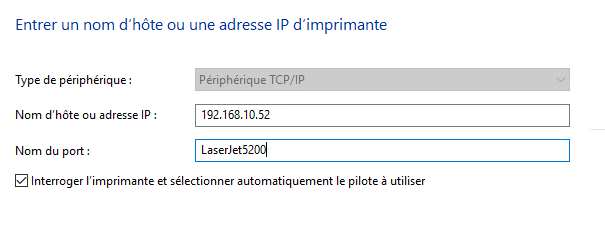 Entrer un nom d’hôte ou une adresse IP d’imprimante
Type de périphérique : Périphérique TCP/IP
Nom d’hôte ou adresse IP : 192.168.10.52
Nom du port : LaserJet5200
Interroger l’imprimante et sélectionner automatiquement le pilote à utiliser